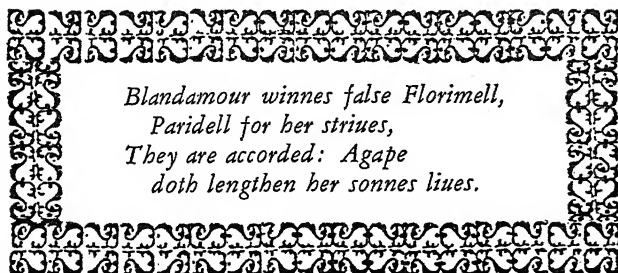 Blandamour winnes false Florimell,
Paridell for her striues,
They are accorded: Agape
doth lengthen her sonnes liues.